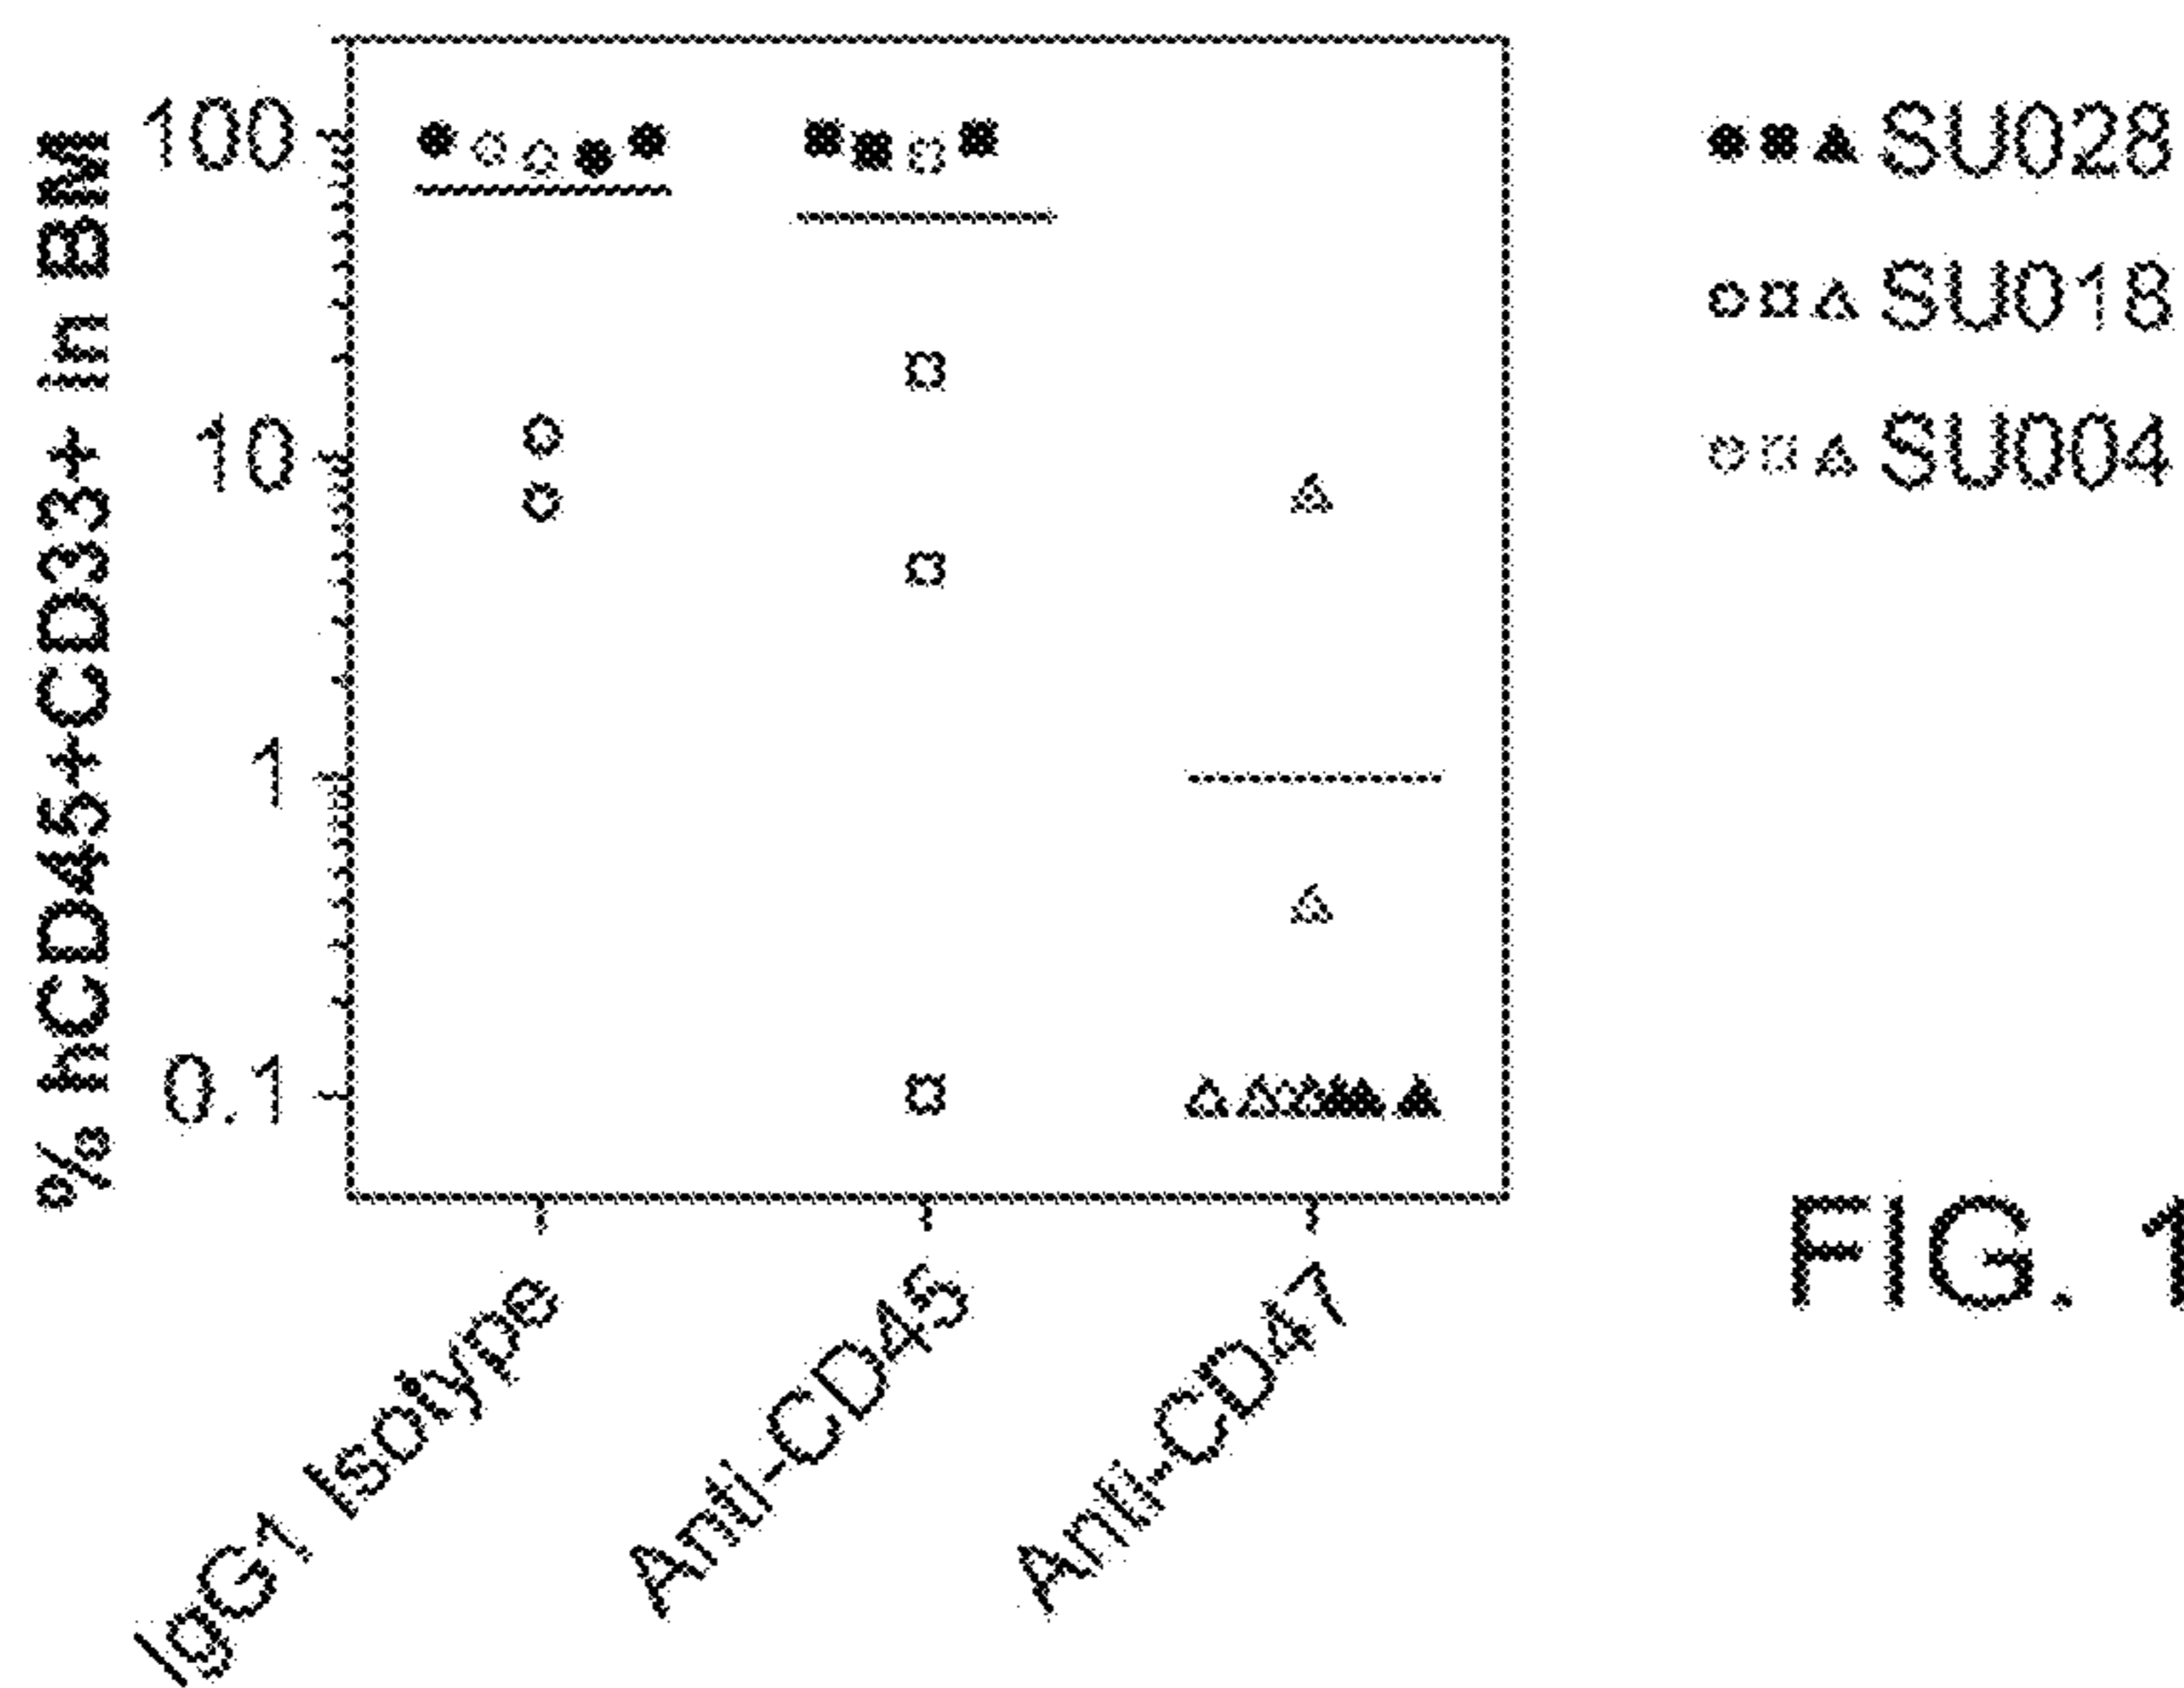 % hCD45+CD33+ in BM
100
10
1
0.1
IgG1 Isotype
Anti-CD45
Anti-CD47
SU028
SU018
SU004
FIG. 1